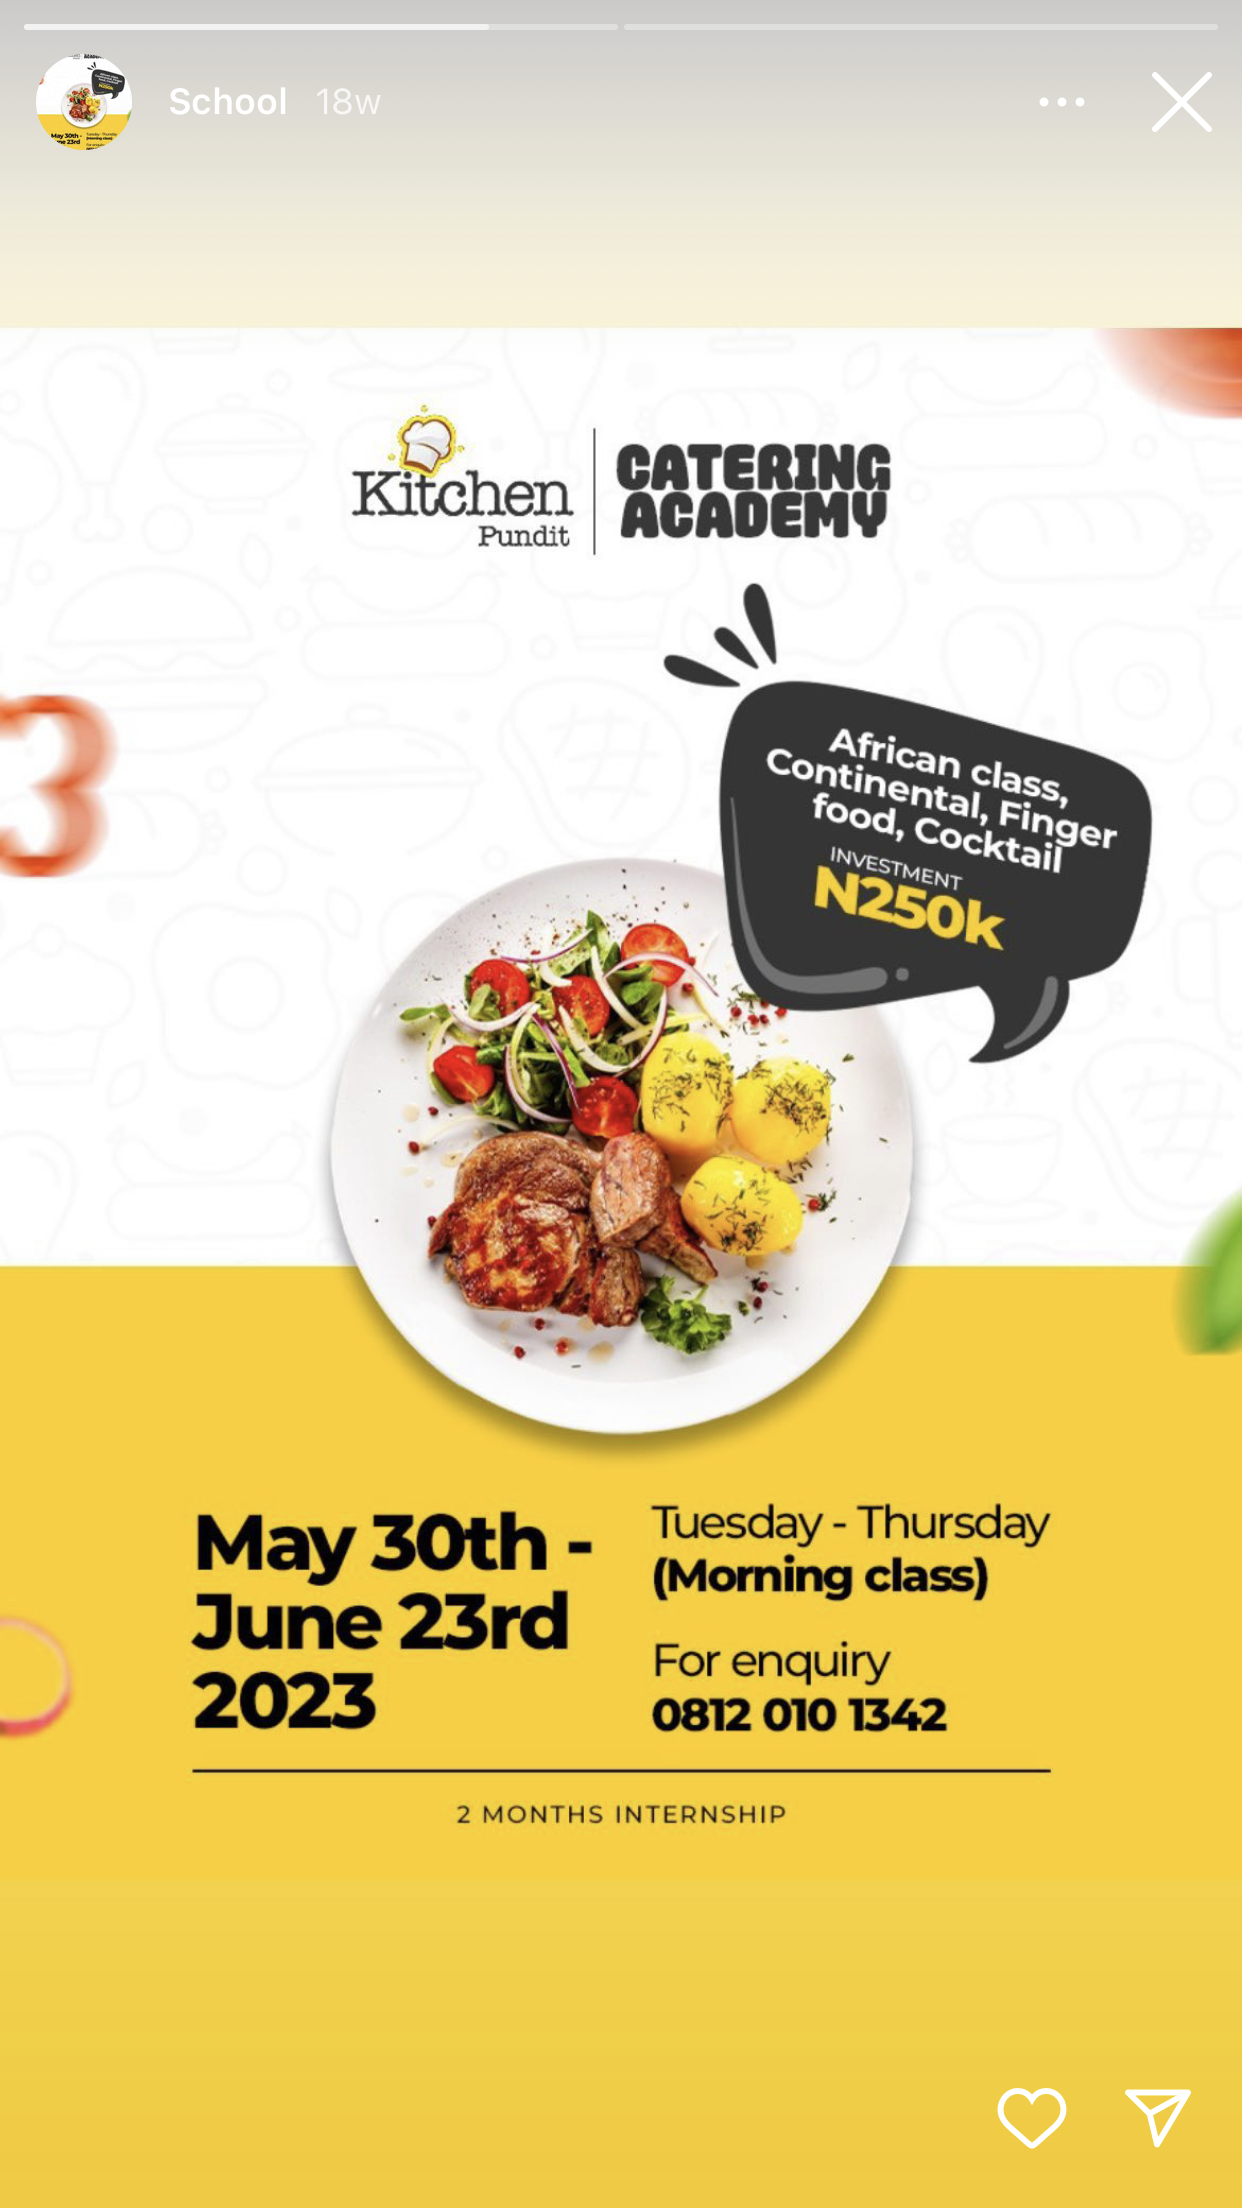 School 18w
Kitchen
Pundit
CATERING
ACADEMY
African class,
Continental, Finger
food, Cocktail
INVESTMENT
N250k
May 30th -
June 23rd
2023
Tuesday - Thursday
(Morning class)
For enquiry
0812 010 1342
2 MONTHS INTERNSHIP